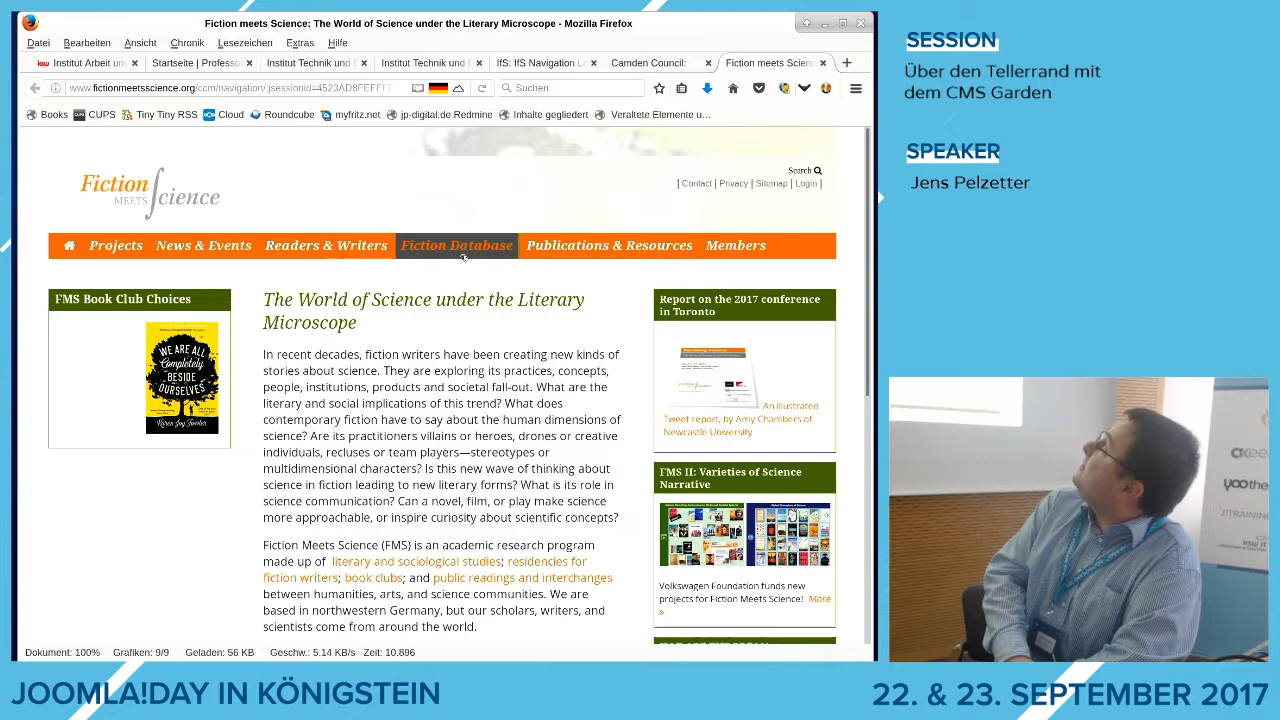 Fiction meets Science: The World of Science under the Literary Microscope - Mozilla Firefox
Datei Bearbeiten Ansicht Chronik Lesezeichen Extras Hilfe
Institut Arbeit un Startseite | Professo Institut Technik und Institut Technik und B IfS: IfS Navigation Li Camden Council: Fiction meets Scienc
www.fictionmeetsscience.org/ccm/navigation/;jsessionid=4523AD8FEFFFF Suchen
Books CUPS Tiny Tiny RSS Cloud Roundcube myfritz.net jp-digital.de Redmine Inhalte gegliedert Veraltete Elemente u…
Search
| Contact | Privacy | Sitemap | Login |
Fiction MEETS Science
Projects News & Events Readers & Writers Fiction Database Publications & Resources Members
FMS Book Club Choices
WE ARE ALL
Completely
BESIDE
OURSELVES
Karen Joy Fowler
The World of Science under the Literary
Microscope
In recent decades, fiction writers have been creating new kinds of
stories about science. They are exploring its practices, concepts,
people, institutions, products and societal fall-out. What are the
literary and social implications of this trend? What does
contemporary fiction have to say about the human dimensions of
science? Are its practitioners villains or heroes, drones or creative
individuals, recluses or team players—stereotypes or
multidimensional characters? Is this new wave of thinking about
science in fiction leading to new literary forms? What is its role in
science communication? Can a novel, film, or play make science
more approachable, or inspire curiosity about scientific concepts?
Fiction Meets Science (FMS) is an academic research program
made up of literary and sociological studies; residencies for
fiction writers; book clubs; and public readings and interchanges
between humanities, arts, and science communities. We are
based in northwestern Germany, but our scholars, writers, and
scientists come from around the world.
Report on the 2017 conference
in Toronto
An illustrated
Tweet report, by Amy Chambers of
Newcastle University
FMS II: Varieties of Science
Narrative
Volkswagen Foundation funds new
projects for Fiction Meets Science! More
»
Dokument: 100% Grafiken: 9/9 Geladen: 56 KB Geschw.: 5.14 KB/s Zeit: 10.896
SESSION
Über den Tellerrand mit
dem CMS Garden
SPEAKER
Jens Pelzetter
JOOMLA!DAY IN KÖNIGSTEIN
22. & 23. SEPTEMBER 2017